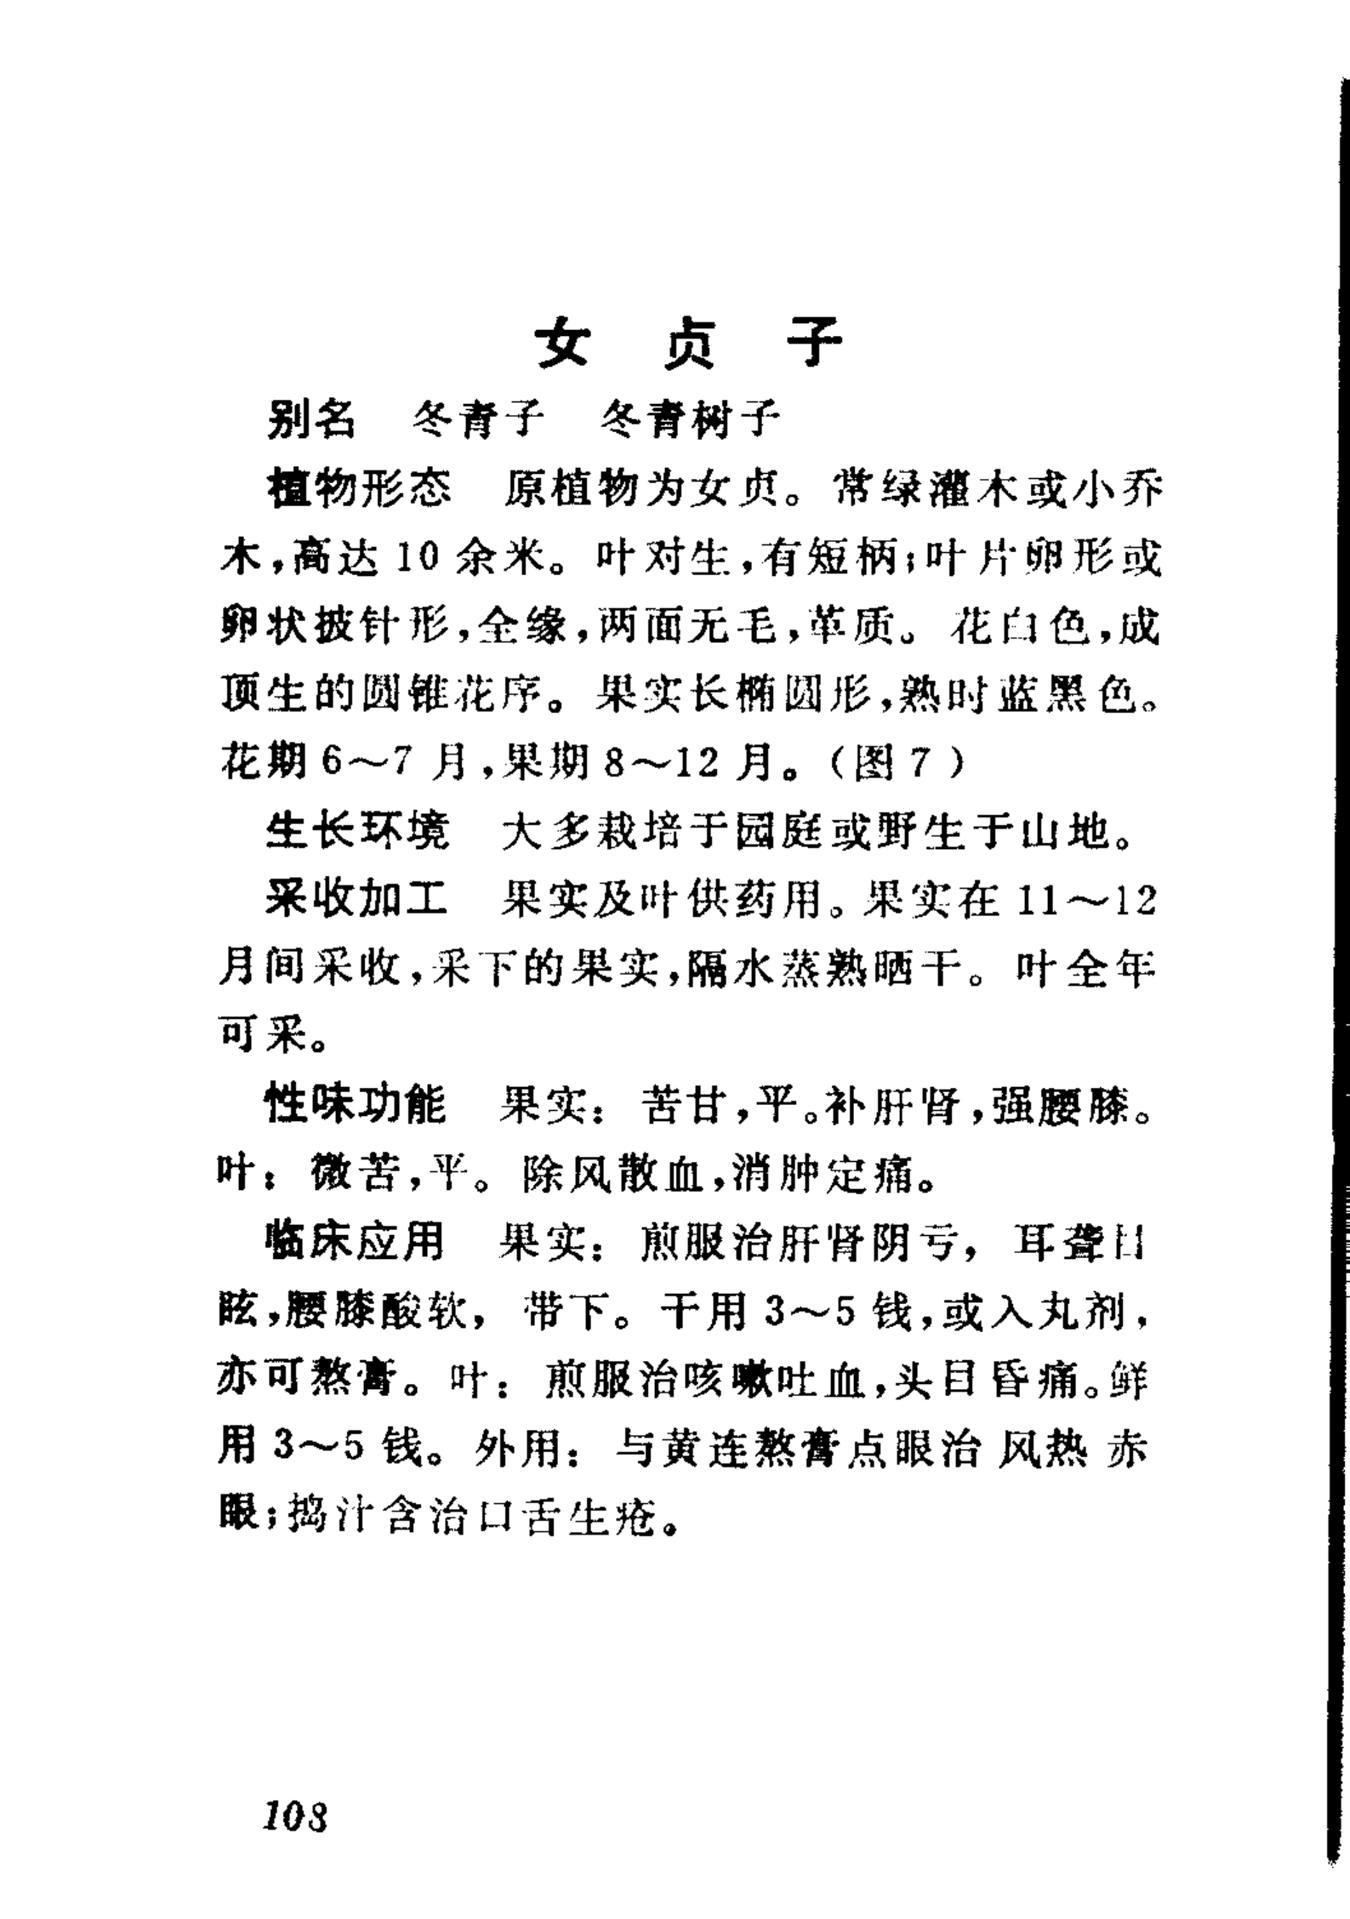 女贞子
别名 冬青子 冬青树子
植物形态 原植物为女贞。常绿灌木或小乔
木,高达10余米。叶对生,有短柄;叶片卵形或
卵状披针形,全缘,两面无毛,革质。花白色,成
顶生的圆锥花序。果实长椭圆形,熟时蓝黑色。
花期6～7月,果期8～12月。(图7)
生长环境 大多栽培于园庭或野生于山地。
采收加工 果实及叶供药用。果实在11～12
月间采收,采下的果实,隔水蒸熟晒干。叶全年
可采。
性味功能 果实:苦甘,平。补肝肾,强腰膝。
叶:微苦,平。除风散血,消肿定痛。
临床应用 果实:煎服治肝肾阴亏,耳聋目
眩,腰膝酸软,带下。干用3～5钱,或入丸剂,
亦可熬膏。叶:煎服治咳嗽吐血,头目昏痛。鲜
用3～5钱。外用:与黄连熬膏点眼治风热赤
眼;捣汁含治口舌生疮。
108